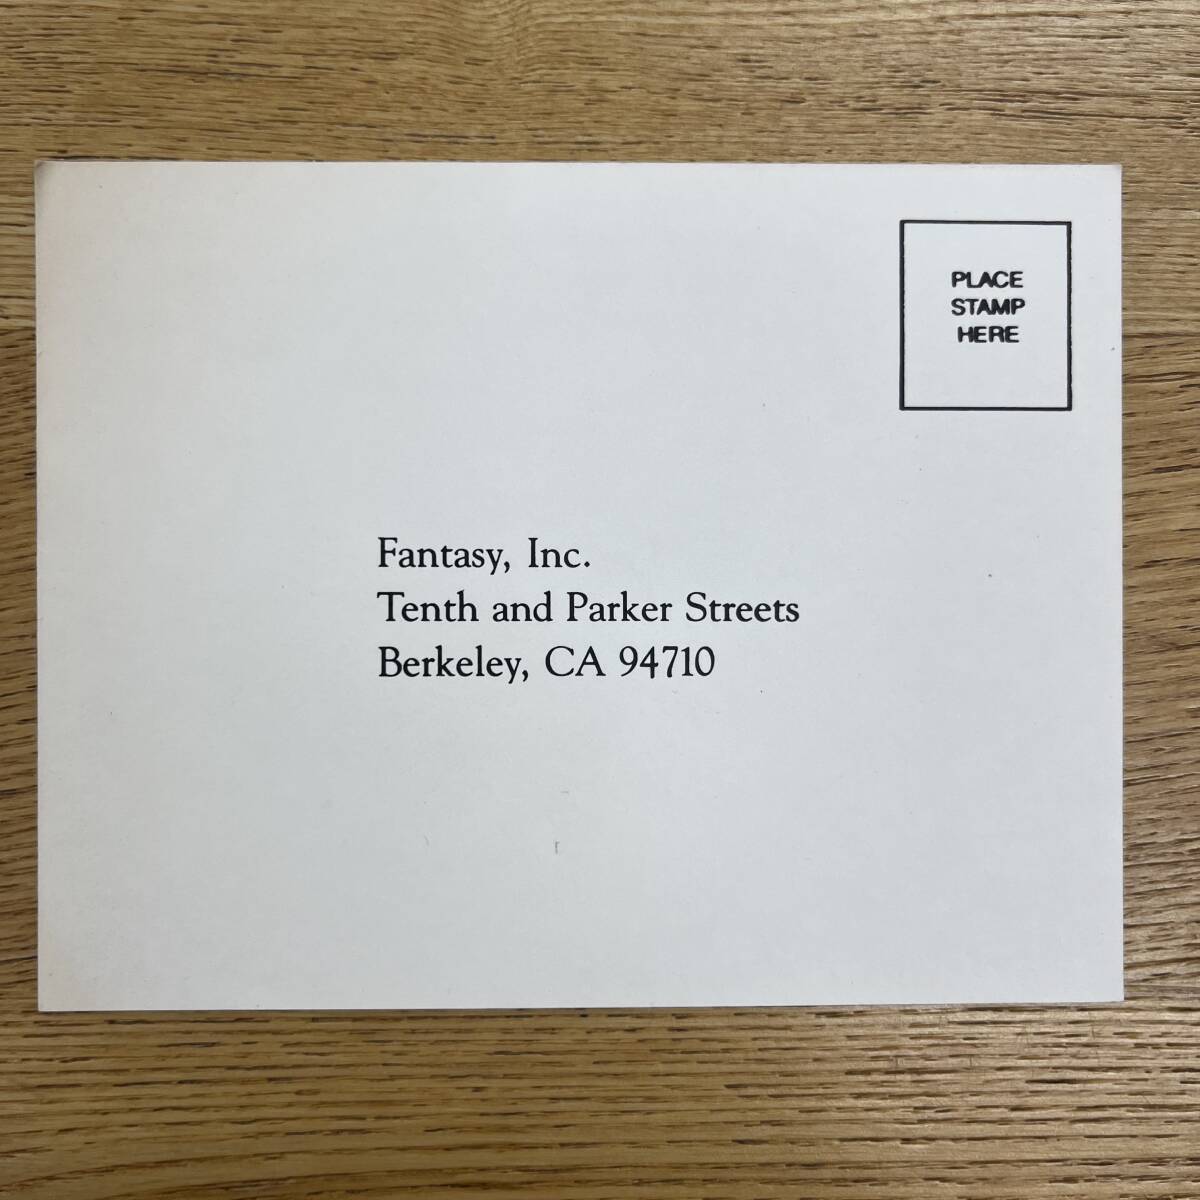 PLACE
STAMP
HERE
Fantasy, Inc.
Tenth and Parker Streets
Berkeley, CA 94710